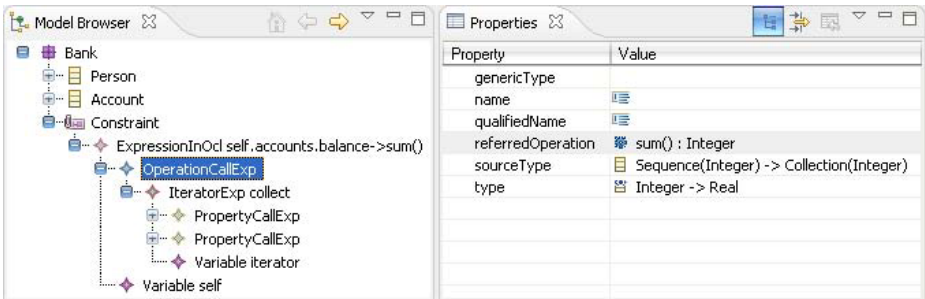 Model Browser
Bank
Person
Account
Constraint
ExpressionInOcl self.accounts.balance->sum()
OperationCallExp
IteratorExp collect
PropertyCallExp
PropertyCallExp
Variable iterator
Variable self
Properties
Property Value
genericType
name
qualifiedName
referredOperation sum() : Integer
sourceType Sequence(Integer) -> Collection(Integer)
type Integer -> Real